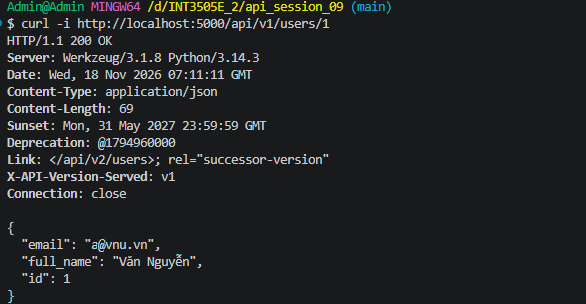 Admin@Admin MINGW64 /d/INT3505E_2/api_session_09 (main)
$ curl -i http://localhost:5000/api/v1/users/1
HTTP/1.1 200 OK
Server: Werkzeug/3.1.8 Python/3.14.3
Date: Wed, 18 Nov 2026 07:11:11 GMT
Content-Type: application/json
Content-Length: 69
Sunset: Mon, 31 May 2027 23:59:59 GMT
Deprecation: @1794960000
Link: </api/v2/users>; rel="successor-version"
X-API-Version-Served: v1
Connection: close

{
  "email": "a@vnu.vn",
  "full_name": "Văn Nguyễn",
  "id": 1
}